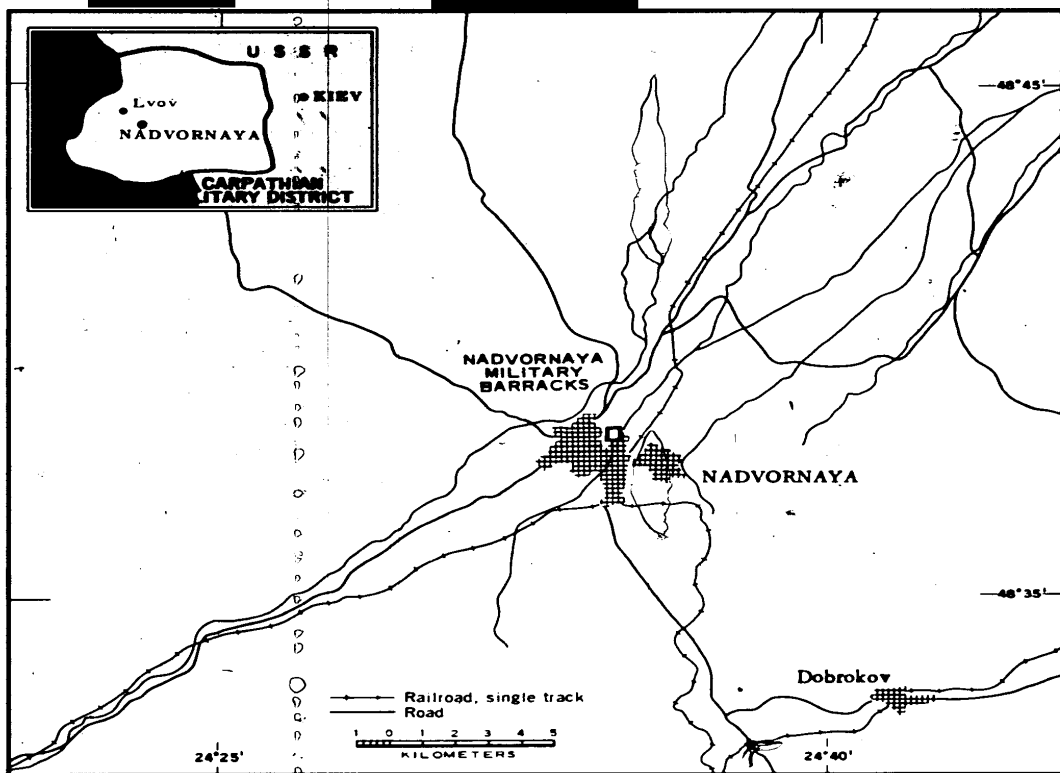 U S S R
KIEV
Lvov
NADVORNAYA
CARPATHIAN
ITARY DISTRICT
48°45'
NADVORNAYA
MILITARY
BARRACKS
NADVORNAYA
48°35'
Dobrokov
Railroad, single track
Road
1 0 1 2 3 4 5
KILOMETERS
24°25'
24°40'